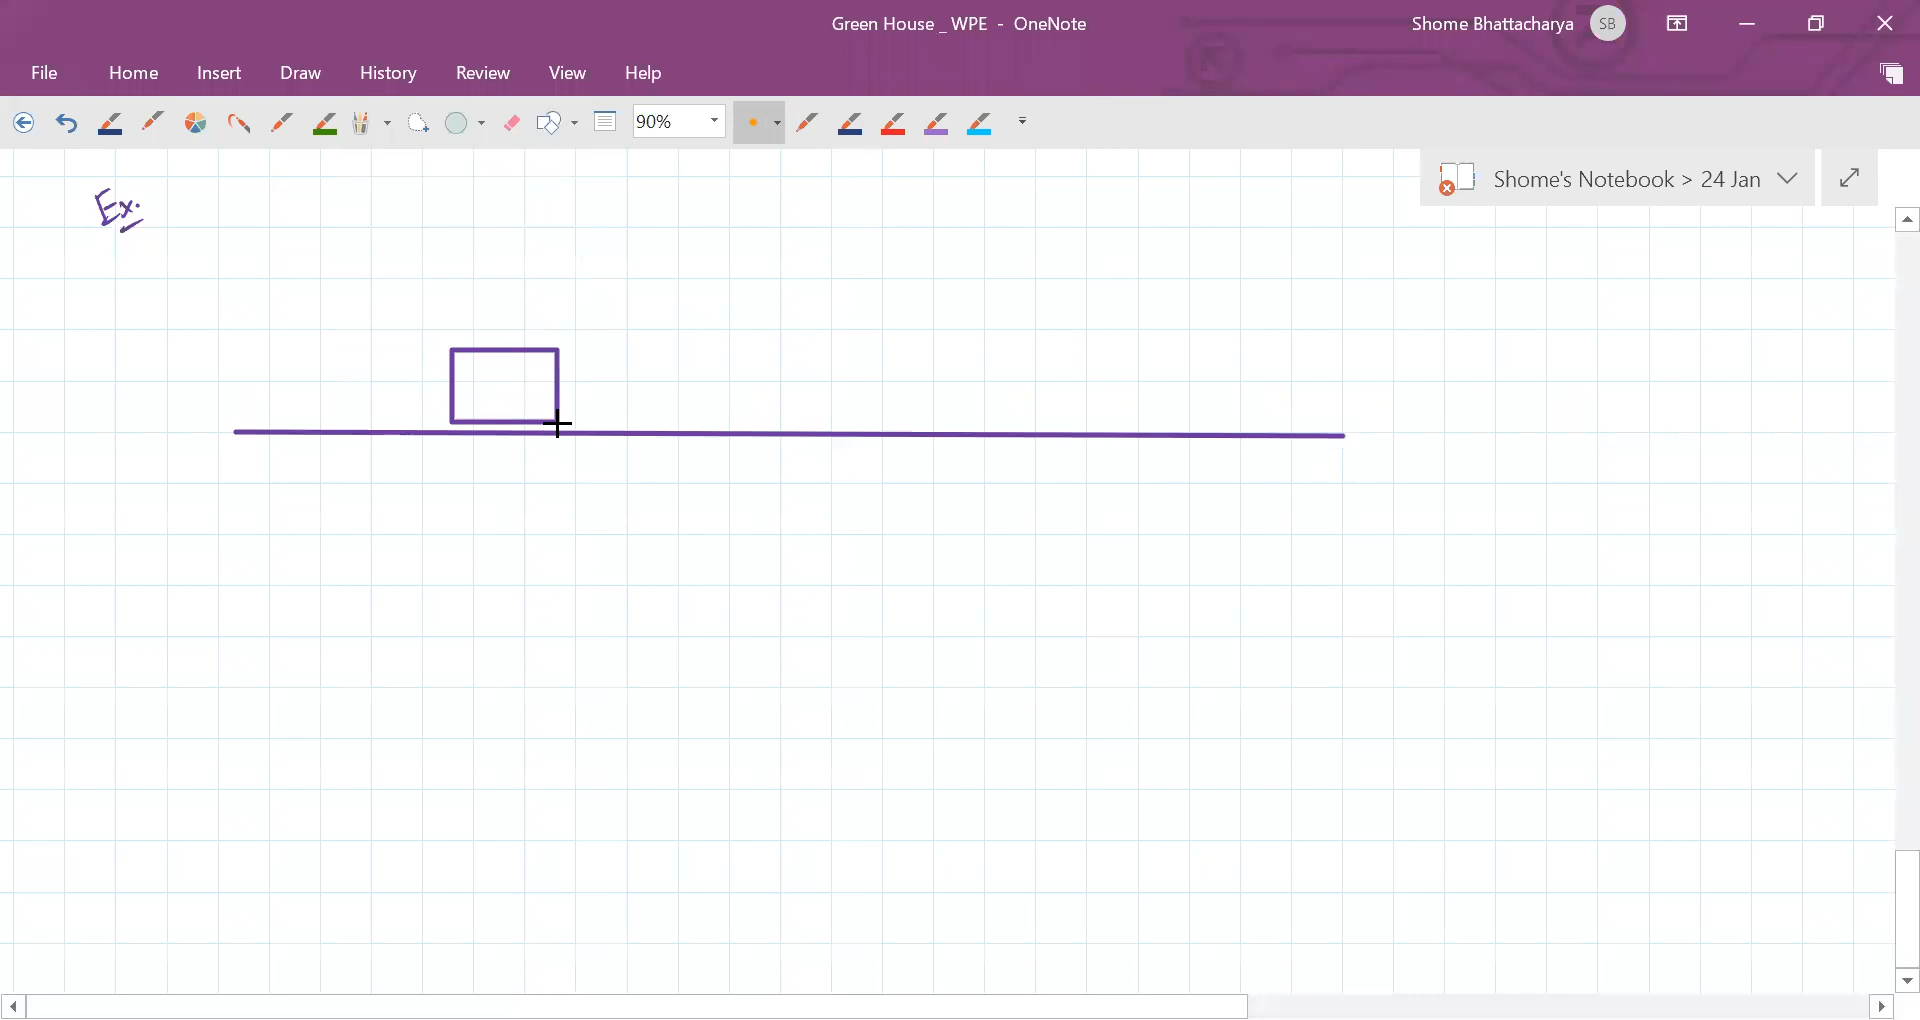 Green House _ WPE - OneNote
Shome Bhattacharya SB
File Home Insert Draw History Review View Help
90%
Shome's Notebook > 24 Jan
Ex.